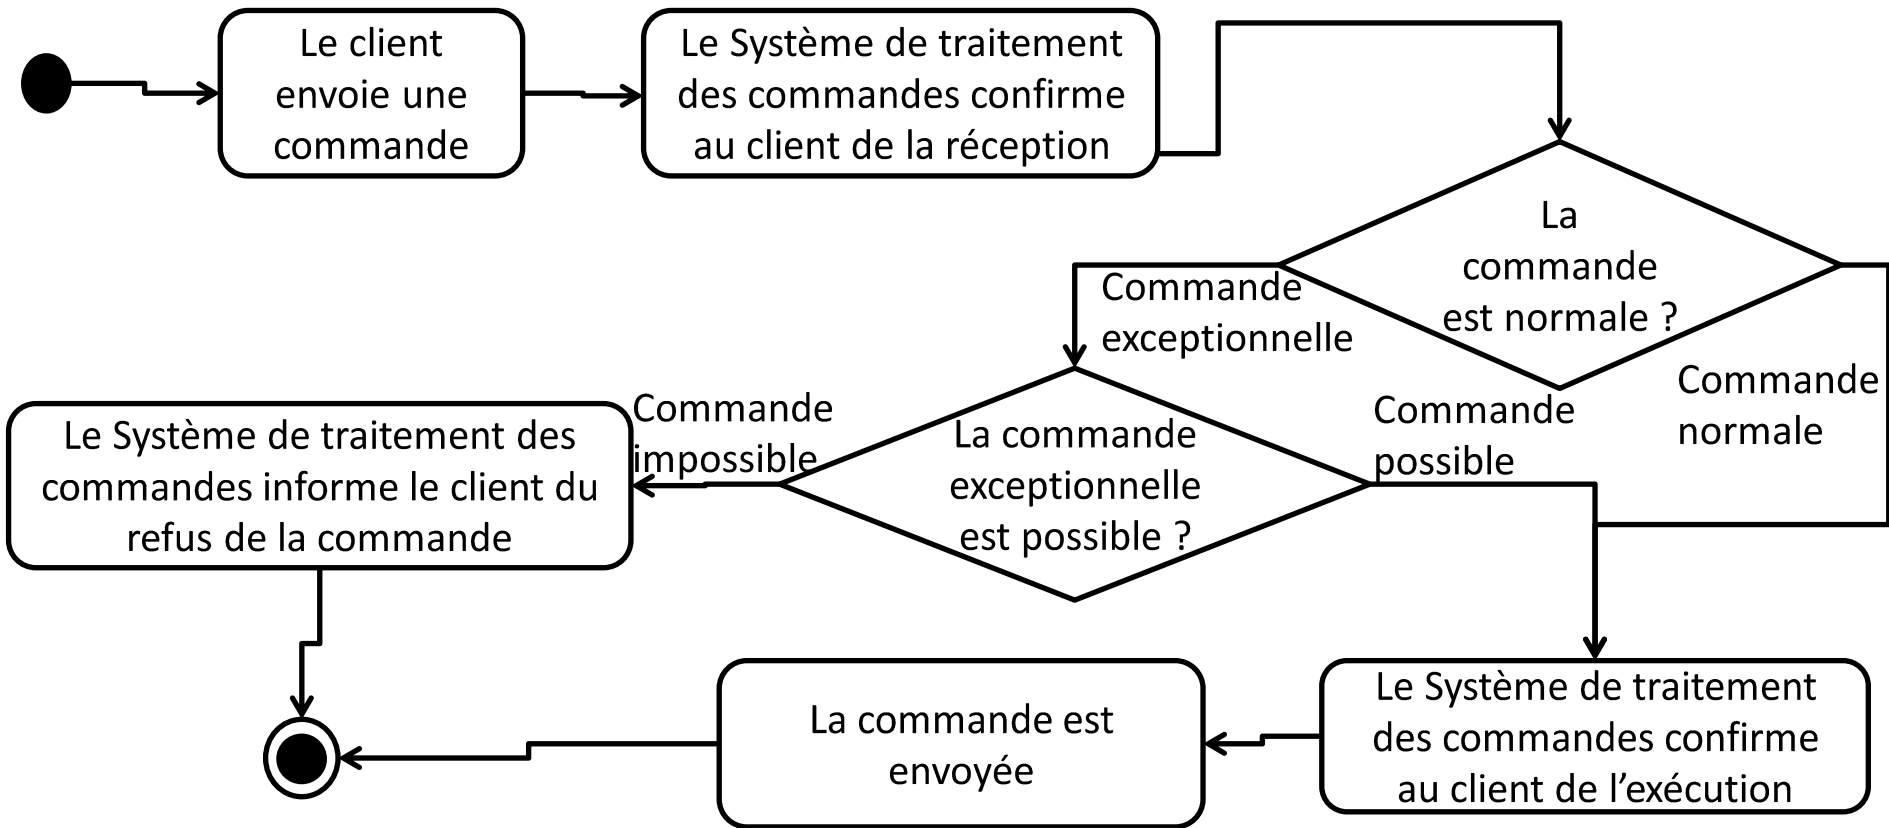 Le client
envoie une
commande
Le Système de traitement
des commandes confirme
au client de la réception
La
commande
est normale ?
Commande
exceptionnelle
Commande
normale
Commande
impossible
La commande
exceptionnelle
est possible ?
Commande
possible
Le Système de traitement des
commandes informe le client du
refus de la commande
La commande est
envoyée
Le Système de traitement
des commandes confirme
au client de l’exécution